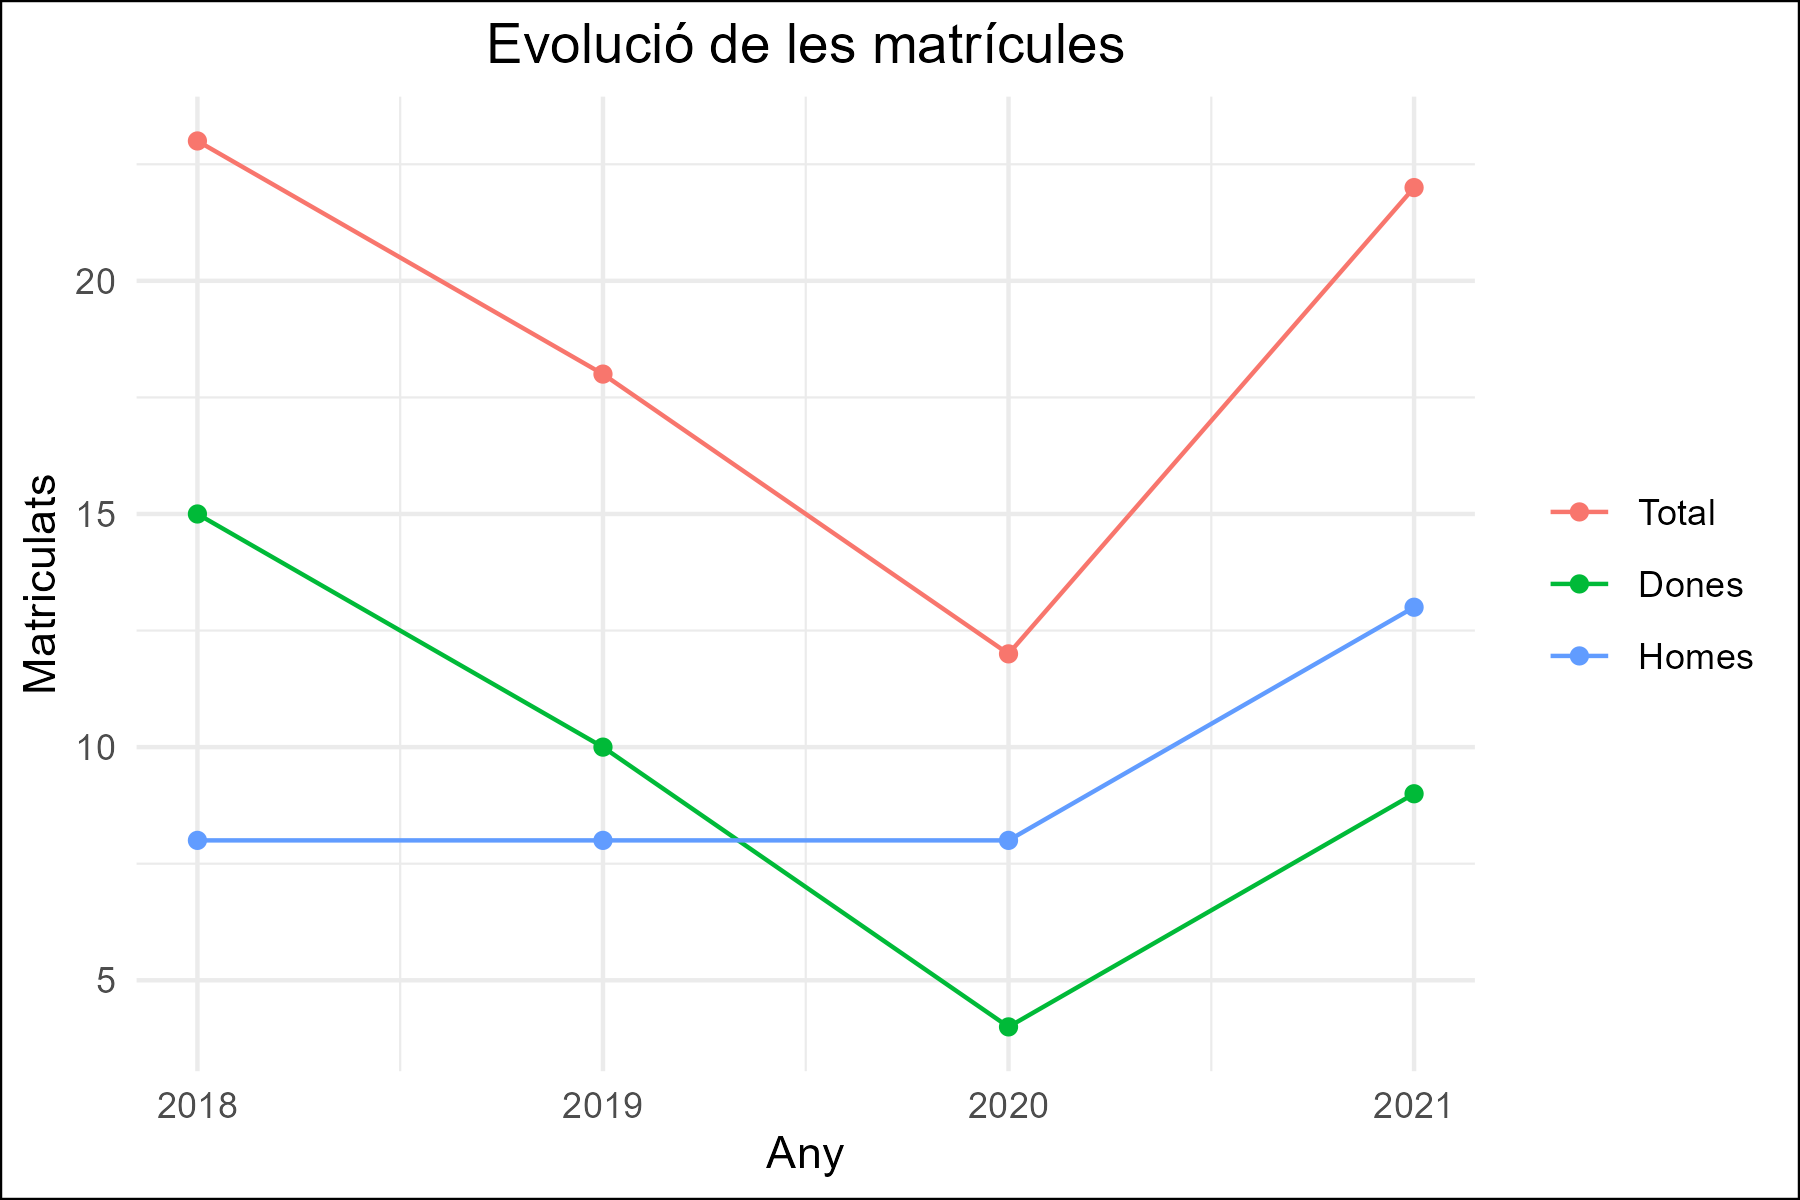 Evolució de les matrícules
Matriculats
20
15
10
5
2018 2019 2020 2021
Any
Total
Dones
Homes